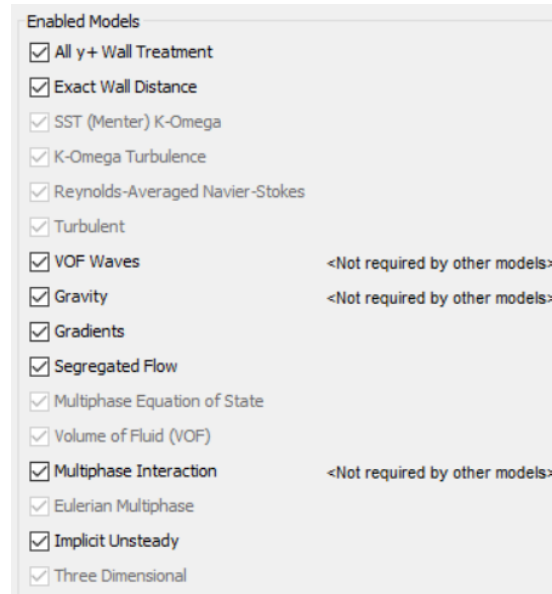 Enabled Models
All y+ Wall Treatment
Exact Wall Distance
SST (Menter) K-Omega
K-Omega Turbulence
Reynolds-Averaged Navier-Stokes
Turbulent
VOF Waves <Not required by other models>
Gravity <Not required by other models>
Gradients
Segregated Flow
Multiphase Equation of State
Volume of Fluid (VOF)
Multiphase Interaction <Not required by other models>
Eulerian Multiphase
Implicit Unsteady
Three Dimensional